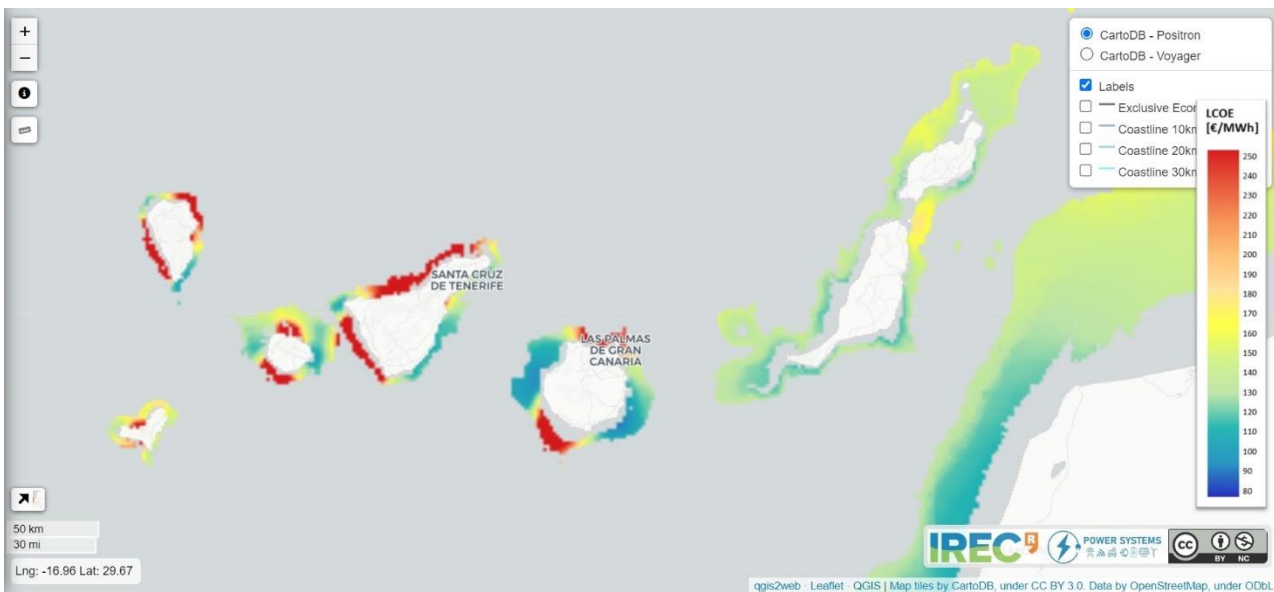 +
−
CartoDB - Positron
CartoDB - Voyager
Labels
Exclusive Econ
Coastline 10km
Coastline 20km
Coastline 30km
LCOE
[€/MWh]
250
240
230
220
210
200
190
180
170
160
150
140
130
120
110
100
90
80
SANTA CRUZ
DE TENERIFE
LAS PALMAS
DE GRAN
CANARIA
50 km
30 mi
Lng: -16.96 Lat: 29.67
IREC R
POWER SYSTEMS
cc
BY NC
qgis2web · Leaflet · QGIS | Map tiles by CartoDB, under CC BY 3.0. Data by OpenStreetMap, under ODbL